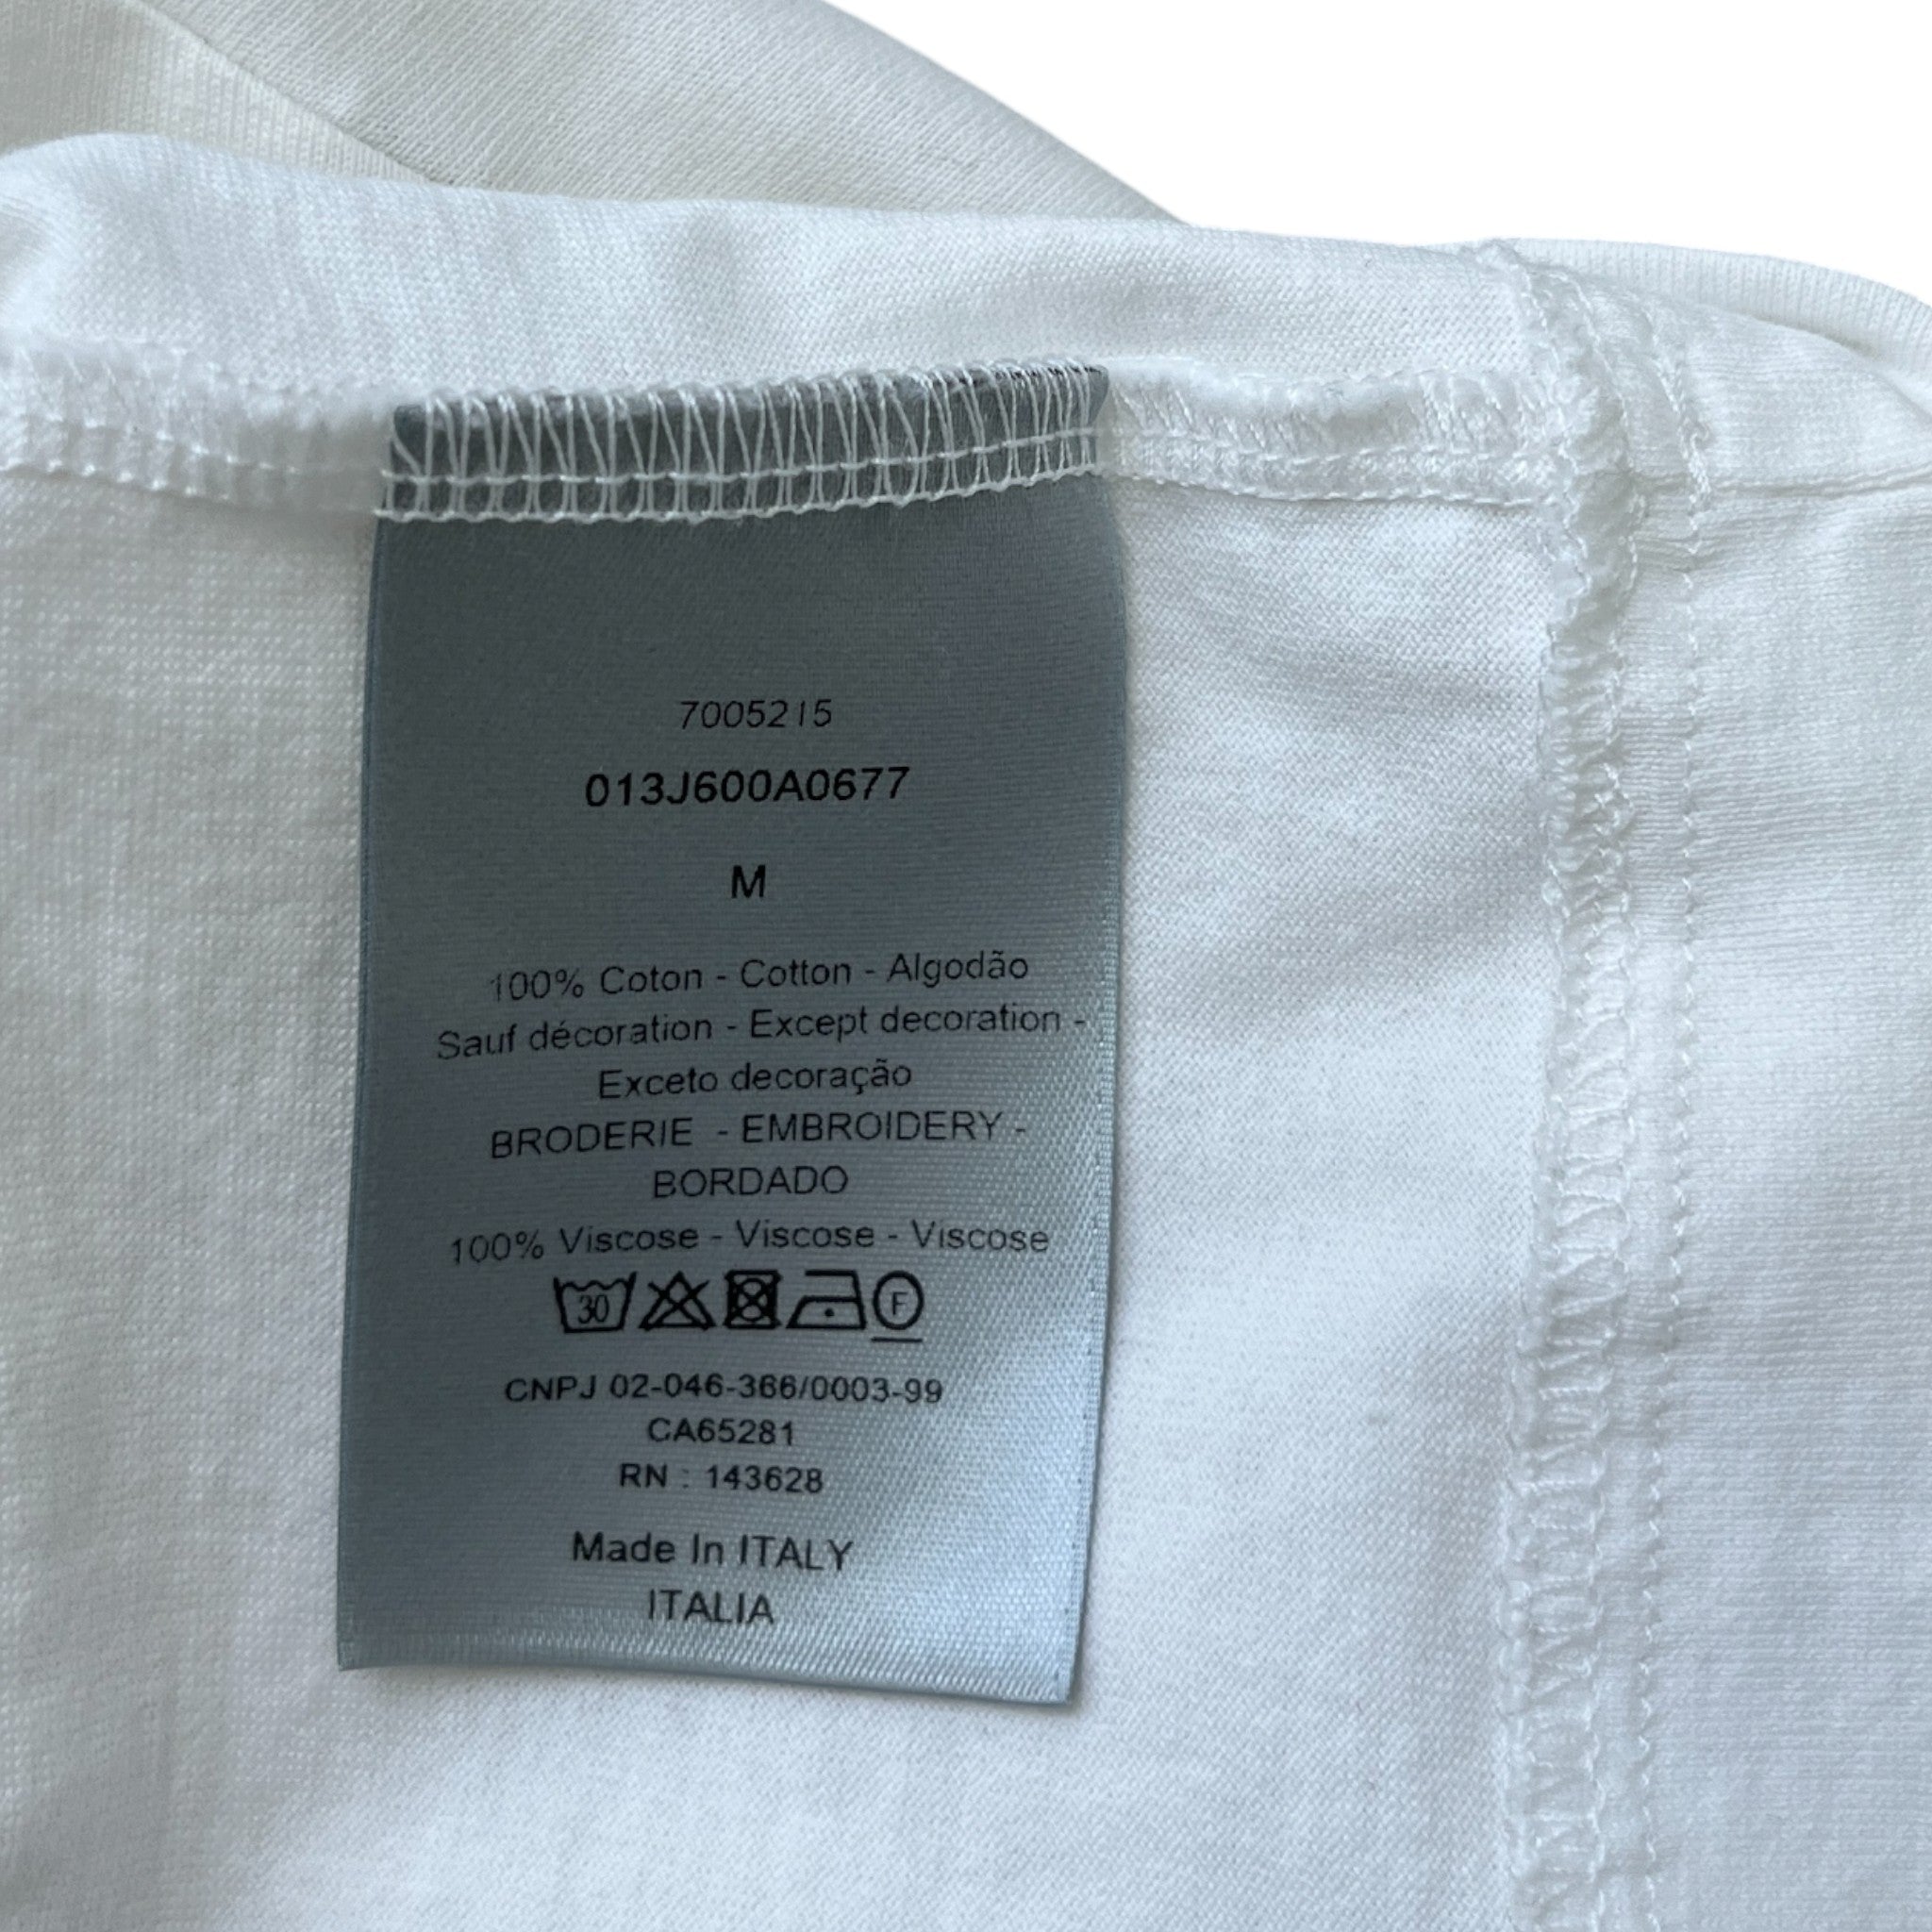 7005215
013J600A0677
M
100% Coton - Cotton - Algodão
Sauf décoration - Except decoration -
Exceto decoração
BRODERIE - EMBROIDERY -
BORDADO
100% Viscose - Viscose - Viscose
30 F
CNPJ 02-046-366/0003-99
CA65281
RN : 143628
Made In ITALY
ITALIA